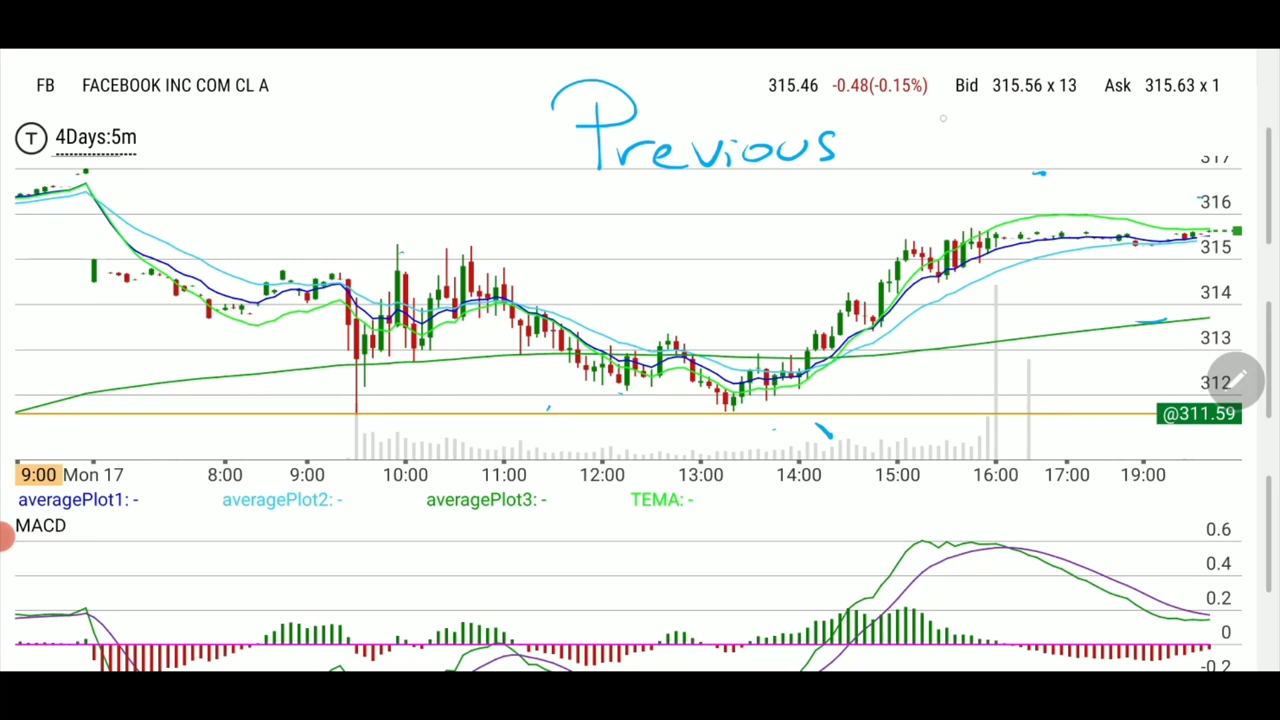 FB FACEBOOK INC COM CL A 315.46 -0.48(-0.15%) Bid 315.56 x 13 Ask 315.63 x 1
Previous
T 4Days:5m
317
316
315
314
313
312
@311.59
9:00 Mon 17 8:00 9:00 10:00 11:00 12:00 13:00 14:00 15:00 16:00 17:00 19:00
averagePlot1: - averagePlot2: - averagePlot3: - TEMA: -
MACD
0.6
0.4
0.2
0
-0.2